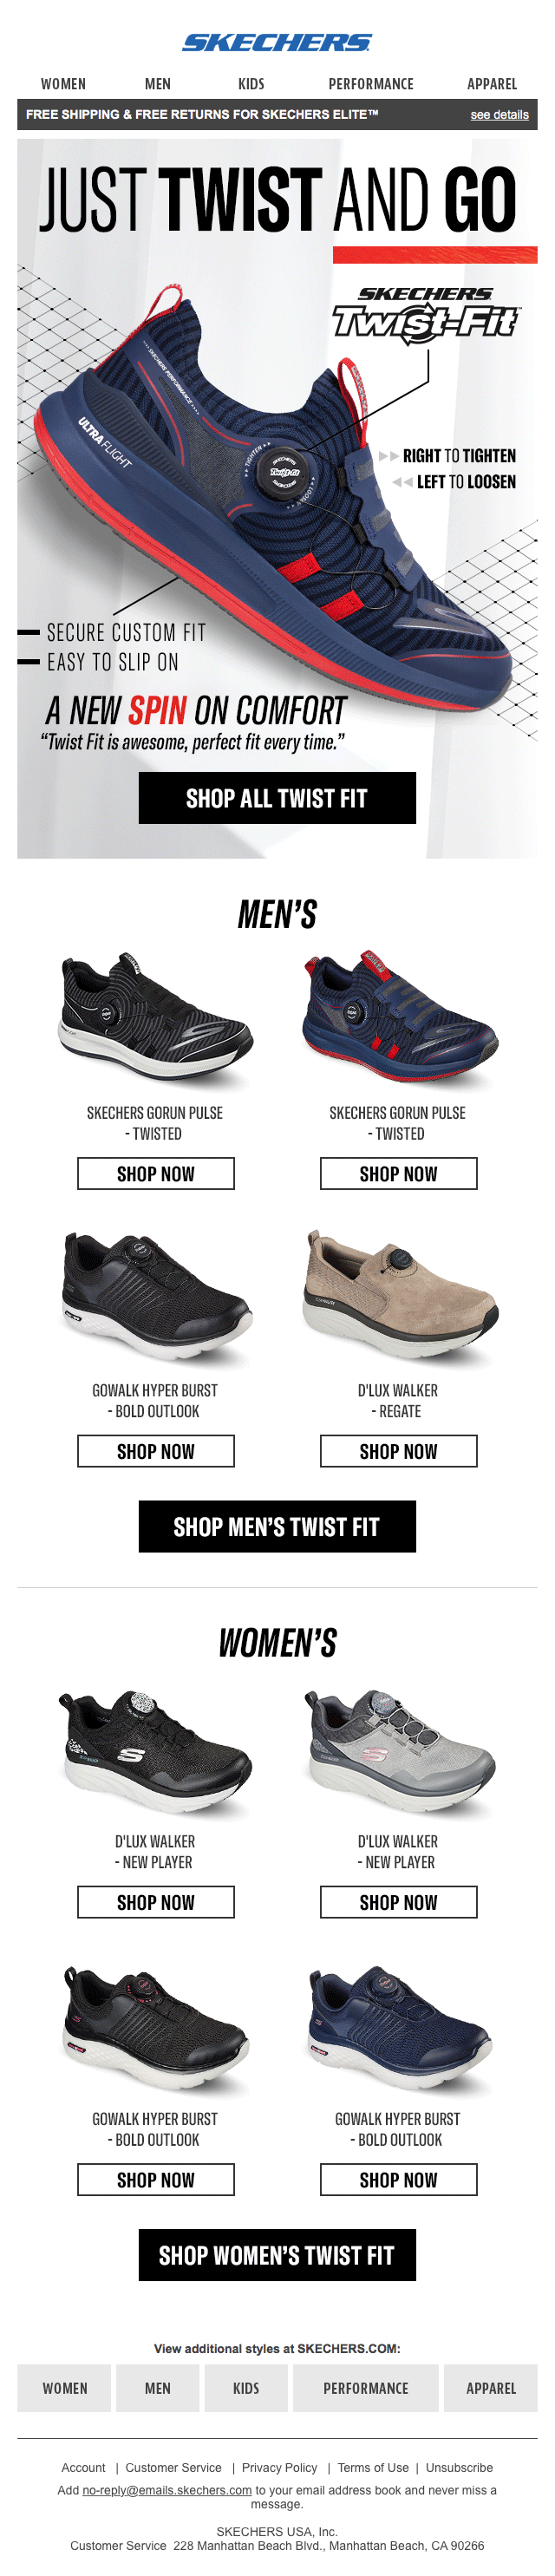 SKECHERS
WOMEN MEN KIDS PERFORMANCE APPAREL
FREE SHIPPING & FREE RETURNS FOR SKECHERS ELITE™ see details
JUST TWIST AND GO
SKECHERS
Twist-Fit™
SKECHERS PERFORMANCE
ULTRA FLIGHT
TIGHTEN
SKECHERS
Twist-Fit
SKECHERS
LOOSEN
RIGHT TO TIGHTEN
LEFT TO LOOSEN
SECURE CUSTOM FIT
EASY TO SLIP ON
A NEW SPIN ON COMFORT
“Twist Fit is awesome, perfect fit every time.”
SHOP ALL TWIST FIT
MEN’S
SKECHERS GORUN PULSE SKECHERS GORUN PULSE
- TWISTED - TWISTED
SHOP NOW SHOP NOW
GOWALK HYPER BURST D'LUX WALKER
- BOLD OUTLOOK - REGATE
SHOP NOW SHOP NOW
SHOP MEN’S TWIST FIT
WOMEN’S
D'LUX WALKER D'LUX WALKER
- NEW PLAYER - NEW PLAYER
SHOP NOW SHOP NOW
GOWALK HYPER BURST GOWALK HYPER BURST
- BOLD OUTLOOK - BOLD OUTLOOK
SHOP NOW SHOP NOW
SHOP WOMEN’S TWIST FIT
View additional styles at SKECHERS.COM:
WOMEN MEN KIDS PERFORMANCE APPAREL
Account | Customer Service | Privacy Policy | Terms of Use | Unsubscribe
Add no-reply@emails.skechers.com to your email address book and never miss a
message.
SKECHERS USA, Inc.
Customer Service 228 Manhattan Beach Blvd., Manhattan Beach, CA 90266